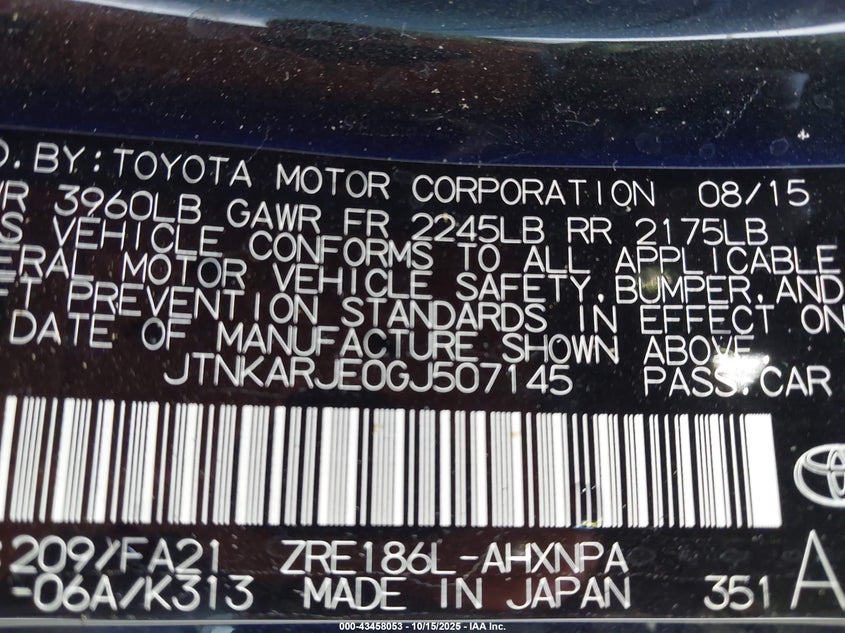 D. BY: TOYOTA MOTOR CORPORATION 08/15
WR 3960LB GAWR FR 2245LB RR 2175LB
S VEHICLE CONFORMS TO ALL APPLICABLE
ERAL MOTOR VEHICLE SAFETY, BUMPER, AND
FT PREVENTION STANDARDS IN EFFECT ON
DATE OF MANUFACTURE SHOWN ABOVE.
JTNKARJE0GJ507145 PASS.CAR
209/FA21 ZRE186L-AHXNPA
-06A/K313 MADE IN JAPAN 351 A
000-43458053 - 10/15/2025 - IAA Inc.